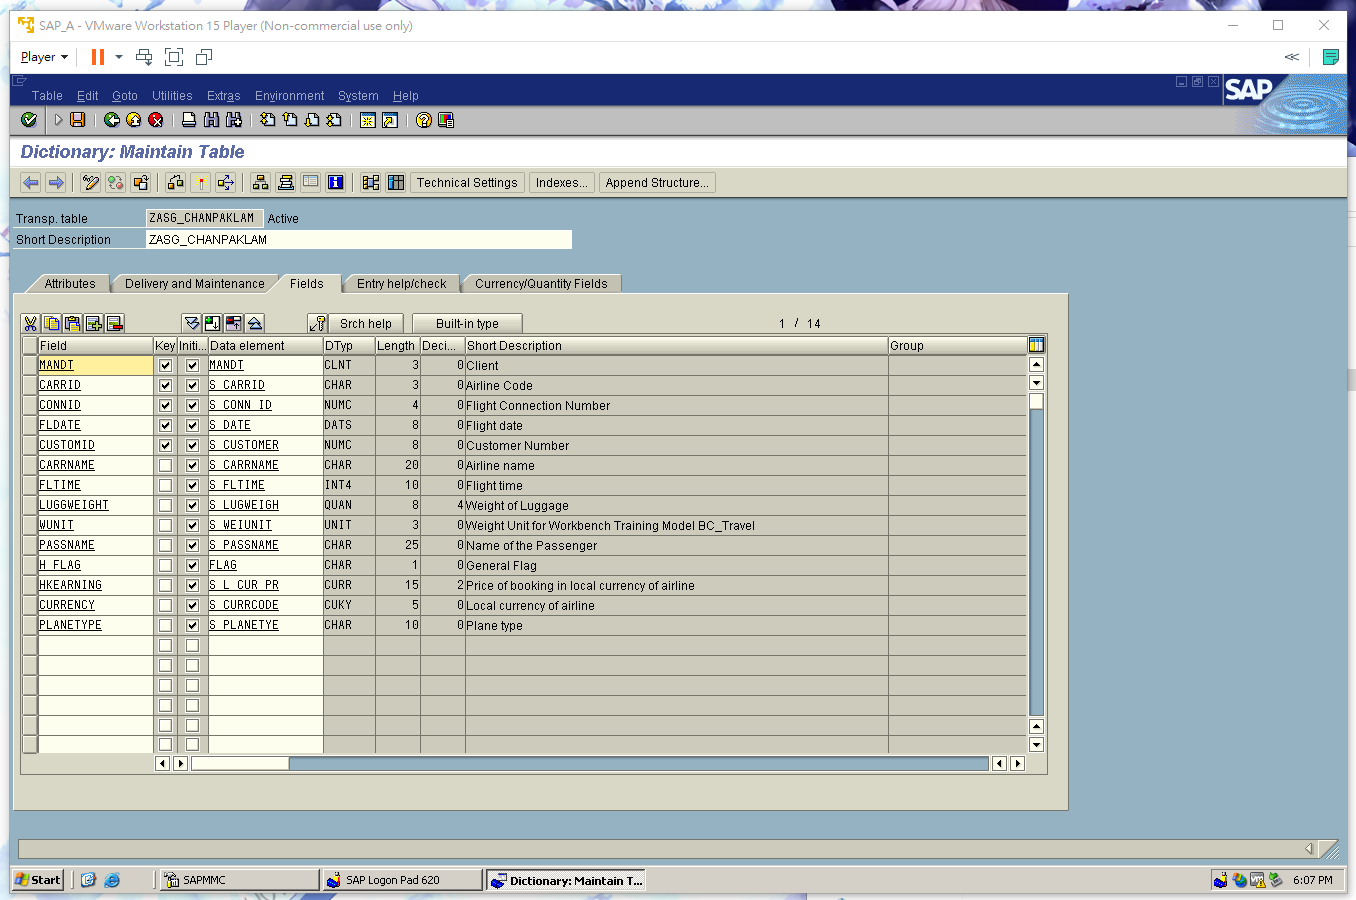 SAP_A - VMware Workstation 15 Player (Non-commercial use only)
Player
Table Edit Goto Utilities Extras Environment System Help
SAP
Dictionary: Maintain Table
Technical Settings Indexes... Append Structure...
Transp. table ZASG_CHANPAKLAM Active
Short Description ZASG_CHANPAKLAM
Attributes Delivery and Maintenance Fields Entry help/check Currency/Quantity Fields
Srch help Built-in type 1 / 14
Field Key Initi... Data element DTyp Length Deci... Short Description Group
MANDT MANDT CLNT 3 0 Client
CARRID S_CARRID CHAR 3 0 Airline Code
CONNID S_CONN_ID NUMC 4 0 Flight Connection Number
FLDATE S_DATE DATS 8 0 Flight date
CUSTOMID S_CUSTOMER NUMC 8 0 Customer Number
CARRNAME S_CARRNAME CHAR 20 0 Airline name
FLTIME S_FLTIME INT4 10 0 Flight time
LUGGWEIGHT S_LUGWEIGH QUAN 8 4 Weight of Luggage
WUNIT S_WEIUNIT UNIT 3 0 Weight Unit for Workbench Training Model BC_Travel
PASSNAME S_PASSNAME CHAR 25 0 Name of the Passenger
H_FLAG FLAG CHAR 1 0 General Flag
HKEARNING S_L_CUR_PR CURR 15 2 Price of booking in local currency of airline
CURRENCY S_CURRCODE CUKY 5 0 Local currency of airline
PLANETYPE S_PLANETYE CHAR 10 0 Plane type
Start SAPMMC SAP Logon Pad 620 Dictionary: Maintain T... 6:07 PM